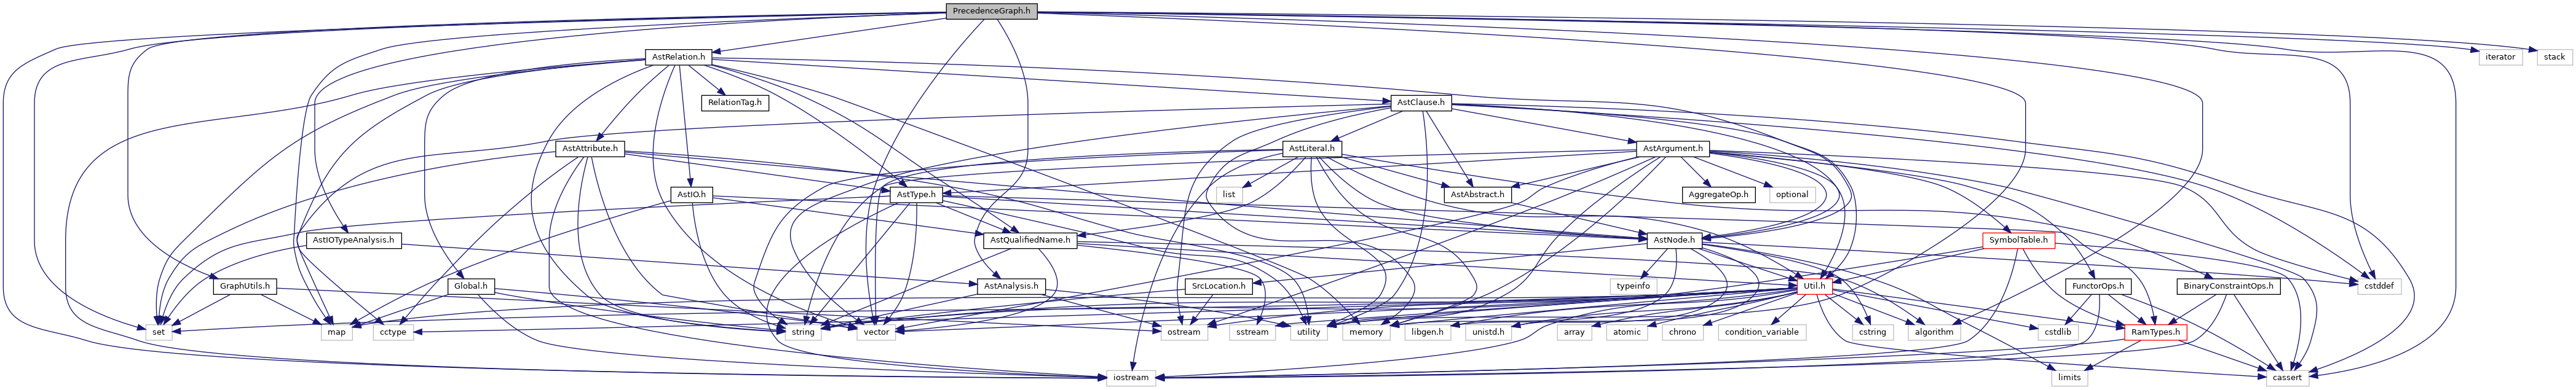 PrecedenceGraph.h
AstRelation.h
iterator
stack
RelationTag.h
AstClause.h
AstAttribute.h
AstLiteral.h
AstArgument.h
AstIO.h
AstType.h
list
AstAbstract.h
AggregateOp.h
optional
AstIOTypeAnalysis.h
AstQualifiedName.h
AstNode.h
SymbolTable.h
GraphUtils.h
Global.h
AstAnalysis.h
SrcLocation.h
typeinfo
Util.h
FunctorOps.h
BinaryConstraintOps.h
cstddef
set
map
cctype
string
vector
ostream
sstream
utility
memory
libgen.h
unistd.h
array
atomic
chrono
condition_variable
cstring
algorithm
cstdlib
RamTypes.h
iostream
limits
cassert